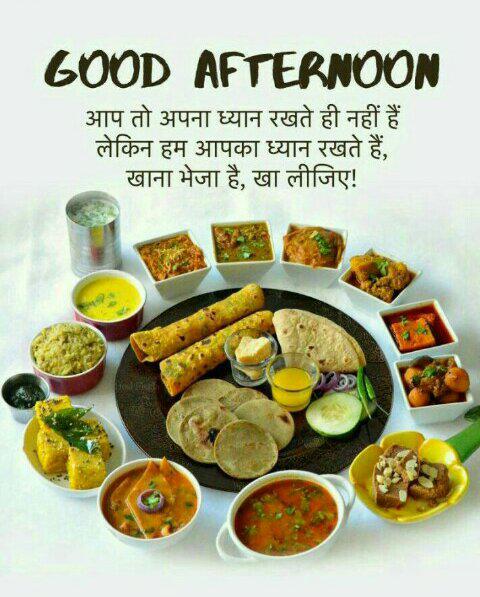 GOOD AFTERNOON
आप तो अपना ध्यान रखते ही नहीं हैं
लेकिन हम आपका ध्यान रखते हैं,
खाना भेजा है, खा लीजिए!